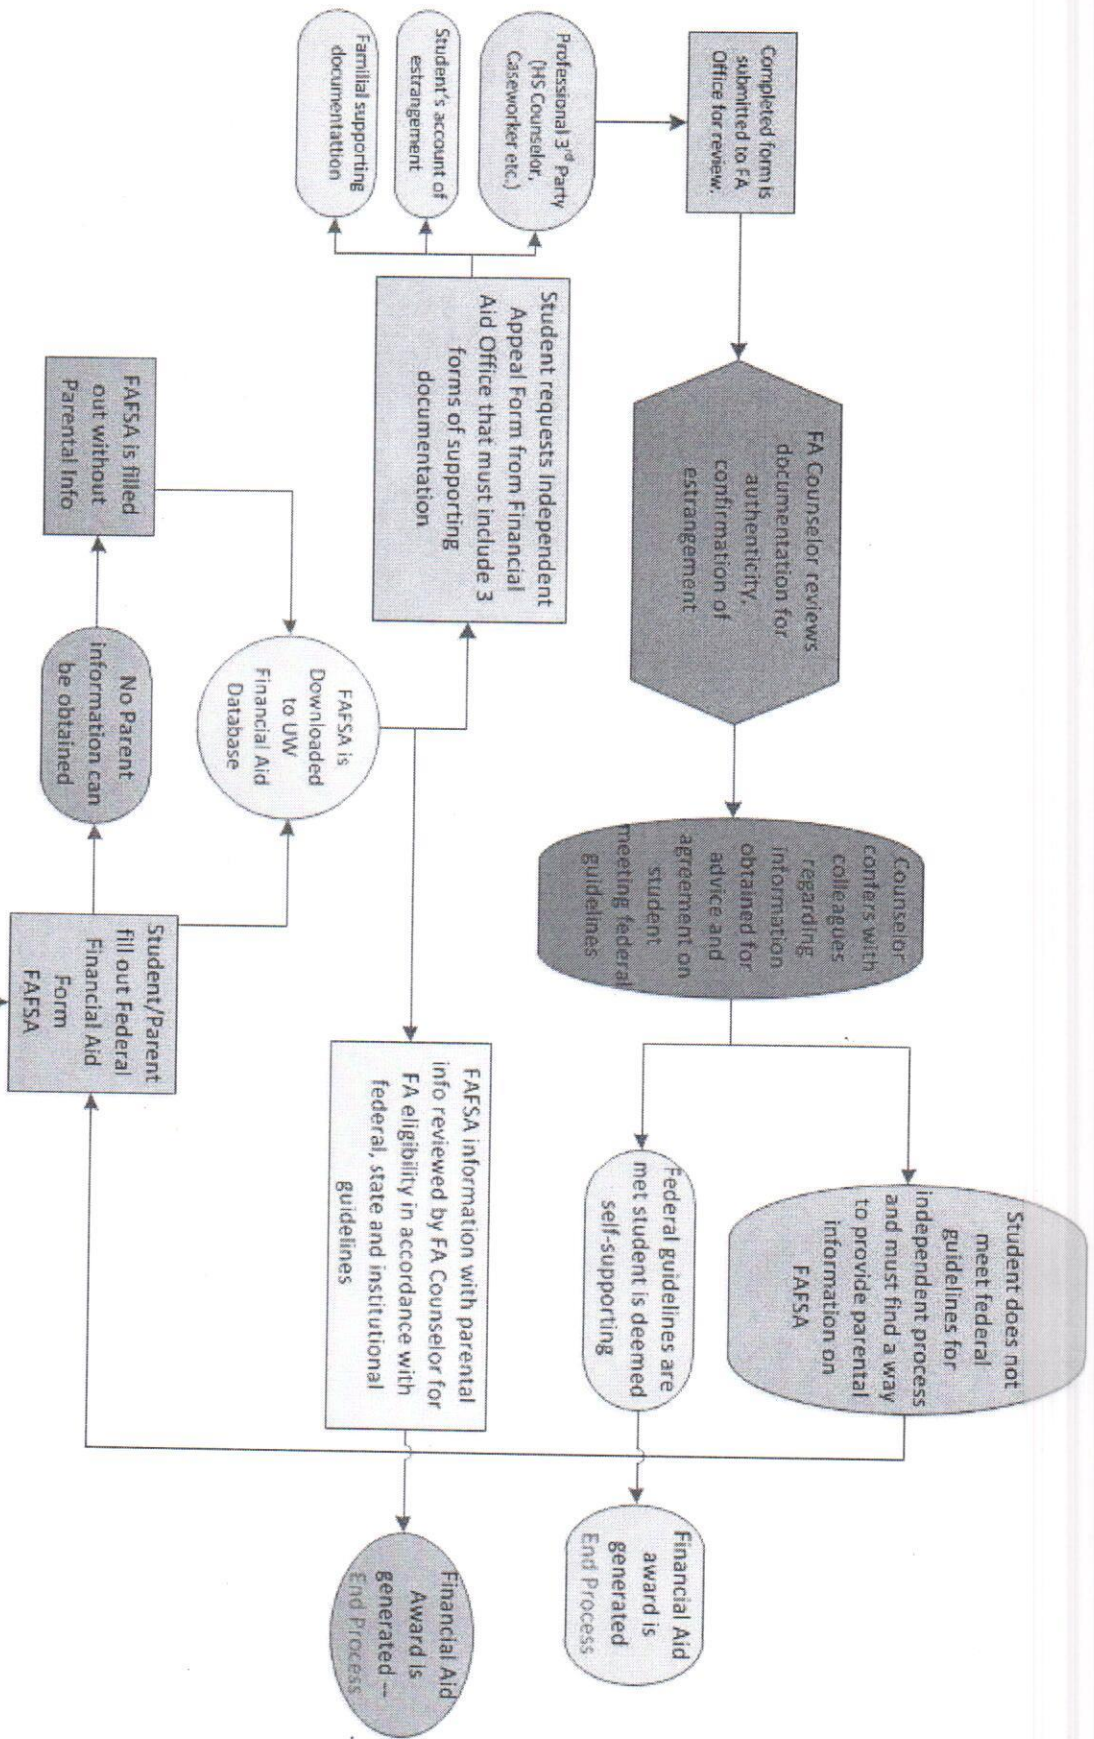 Completed form is
submitted to FA
Office for review.
FA Counselor reviews
documentation for
authenticity,
confirmation of
estrangement
Counselor
confers with
colleagues
regarding
information
obtained for
advice and
agreement on
student
meeting federal
guidelines
Student does not
meet federal
guidelines for
independent process
and must find a way
to provide parental
information on
FAFSA
Federal guidelines are
met student is deemed
self-supporting
Financial Aid
award is
generated
End Process
Professional 3rd Party
(HS Counselor,
Caseworker etc.)
Student's account of
estrangement
Familial supporting
documentattion
Student requests Independent
Appeal Form from Financial
Aid Office that must include 3
forms of supporting
documentation
FAFSA information with parental
info reviewed by FA Counselor for
FA eligibility in accordance with
federal, state and institutional
guidelines
Financial Aid
Award is
generated --
End Process
FAFSA is
Downloaded
to UW
Financial Aid
Database
FAFSA is filled
out without
Parental Info
No Parent
information can
be obtained
Student/Parent
fill out Federal
Financial Aid
Form
FAFSA